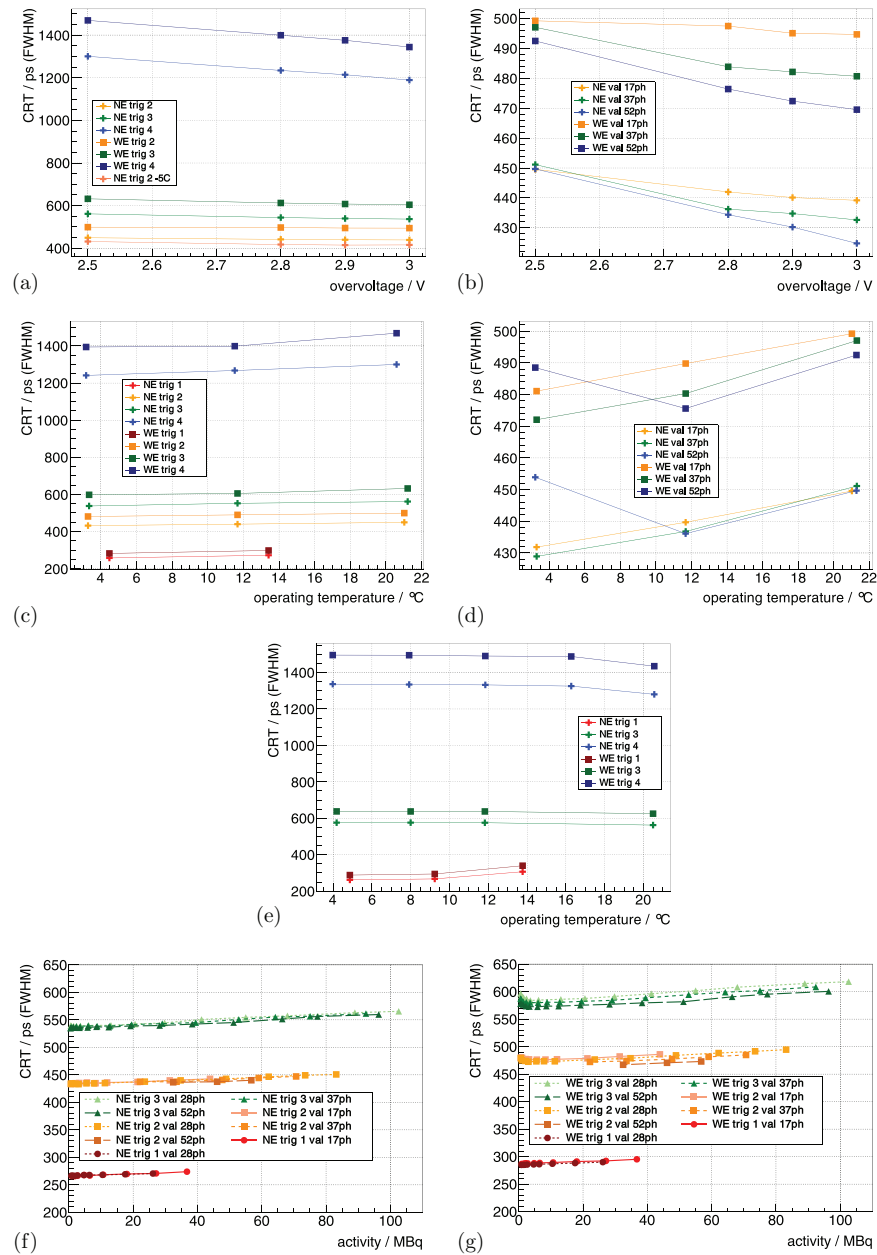 CRT / ps (FWHM)
1400
1200
1000
800
600
400
NE trig 2
NE trig 3
NE trig 4
WE trig 2
WE trig 3
WE trig 4
NE trig 2 -5C
2.5 2.6 2.7 2.8 2.9 3
overvoltage / V
(a)
CRT / ps (FWHM)
500
490
480
470
460
450
440
430
NE val 17ph
NE val 37ph
NE val 52ph
WE val 17ph
WE val 37ph
WE val 52ph
2.5 2.6 2.7 2.8 2.9 3
overvoltage / V
(b)
CRT / ps (FWHM)
1400
1200
1000
800
600
400
200
NE trig 1
NE trig 2
NE trig 3
NE trig 4
WE trig 1
WE trig 2
WE trig 3
WE trig 4
4 6 8 10 12 14 16 18 20 22
operating temperature / ºC
(c)
CRT / ps (FWHM)
500
490
480
470
460
450
440
430
NE val 17ph
NE val 37ph
NE val 52ph
WE val 17ph
WE val 37ph
WE val 52ph
4 6 8 10 12 14 16 18 20 22
operating temperature / ºC
(d)
CRT / ps (FWHM)
1400
1200
1000
800
600
400
200
NE trig 1
NE trig 3
NE trig 4
WE trig 1
WE trig 3
WE trig 4
4 6 8 10 12 14 16 18 20
operating temperature / ºC
(e)
CRT / ps (FWHM)
650
600
550
500
450
400
350
300
250
200
NE trig 3 val 28ph NE trig 3 val 37ph
NE trig 3 val 52ph NE trig 2 val 17ph
NE trig 2 val 28ph NE trig 2 val 37ph
NE trig 2 val 52ph NE trig 1 val 17ph
NE trig 1 val 28ph
0 20 40 60 80 100
activity / MBq
(f)
CRT / ps (FWHM)
650
600
550
500
450
400
350
300
250
200
WE trig 3 val 28ph WE trig 3 val 37ph
WE trig 3 val 52ph WE trig 2 val 17ph
WE trig 2 val 28ph WE trig 2 val 37ph
WE trig 2 val 52ph WE trig 1 val 17ph
WE trig 1 val 28ph
0 20 40 60 80 100
activity / MBq
(g)